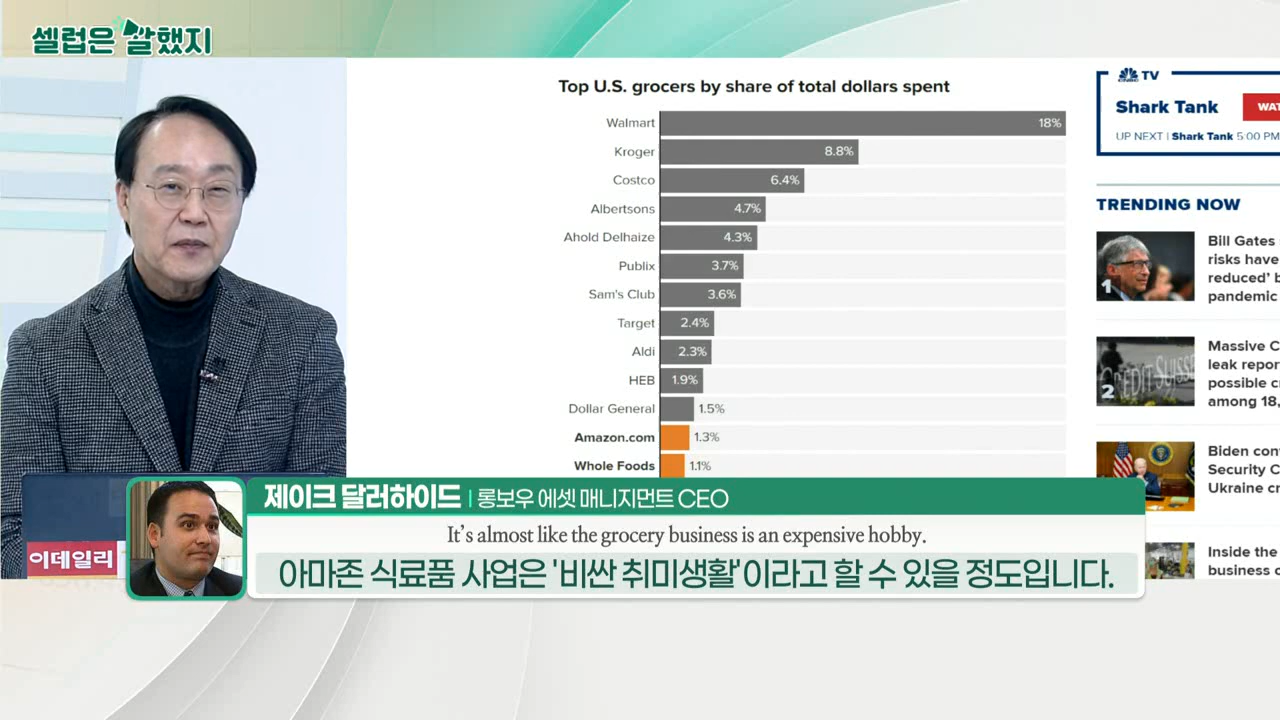 셀럽은 말했지
Top U.S. grocers by share of total dollars spent
Walmart 18%
Kroger 8.8%
Costco 6.4%
Albertsons 4.7%
Ahold Delhaize 4.3%
Publix 3.7%
Sam's Club 3.6%
Target 2.4%
Aldi 2.3%
HEB 1.9%
Dollar General 1.5%
Amazon.com 1.3%
Whole Foods 1.1%
CNBC TV
Shark Tank
WAT
UP NEXT | Shark Tank 5:00 PM
TRENDING NOW
1
Bill Gates
risks have
reduced' b
pandemic
CREDIT SUISSE
2
Massive C
leak repor
possible c
among 18,
Biden con
Security C
Ukraine c
Inside the
business o
이데일리
제이크 달러하이드 | 롱보우 에셋 매니지먼트 CEO
It's almost like the grocery business is an expensive hobby.
아마존 식료품 사업은 '비싼 취미생활'이라고 할 수 있을 정도입니다.